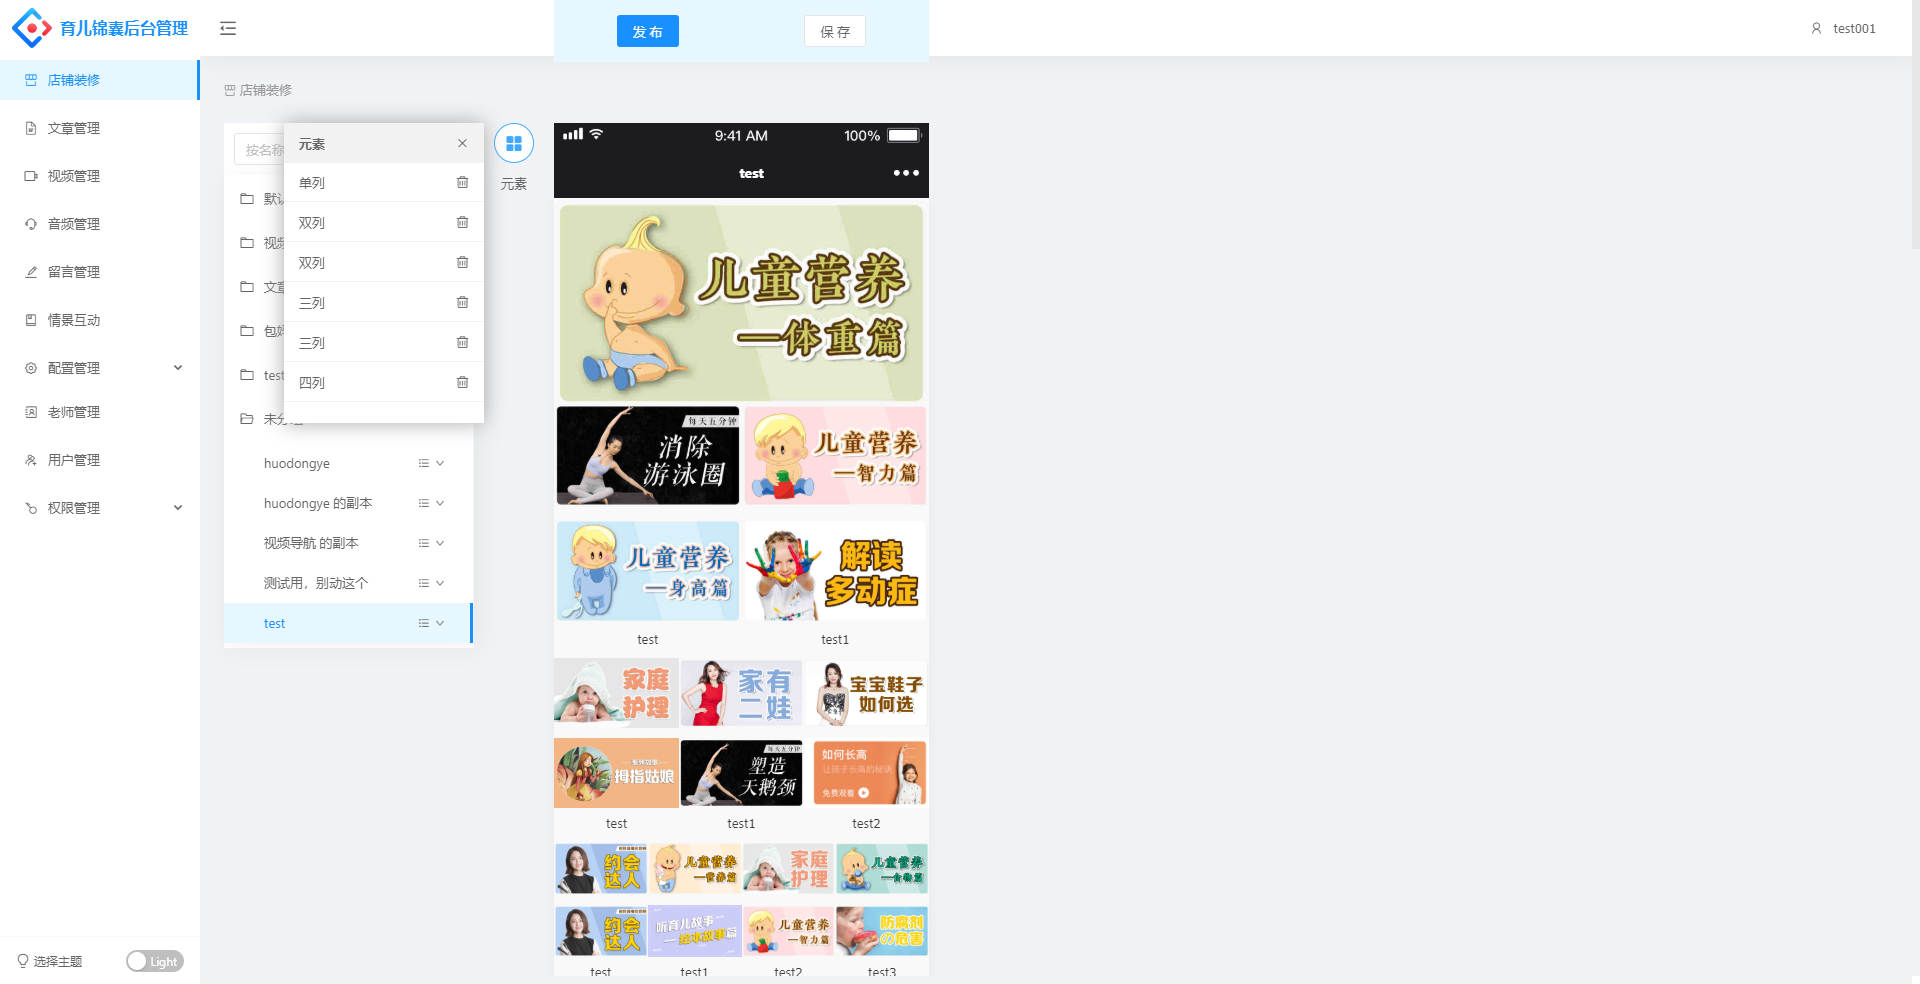 育儿锦囊后台管理
发 布
保 存
test001
店铺装修
文章管理
视频管理
音频管理
留言管理
情景互动
配置管理
老师管理
用户管理
权限管理
选择主题
Light
店铺装修
按名称
元素
单列
双列
双列
三列
三列
四列
元素
视频
test
huodongye
huodongye 的副本
视频导航 的副本
测试用，别动这个
test
9:41 AM
100%
test
儿童营养
—体重篇
每天五分钟
消除
游泳圈
儿童营养
—智力篇
儿童营养
—身高篇
解读
多动症
test
test1
家庭
护理
家有
二娃
宝宝鞋子
如何选
拇指姑娘
每天五分钟
塑造
天鹅颈
如何长高
让孩子长高的秘诀
免费观看
test
test1
test2
约会
达人
儿童营养
—营养篇
家庭
护理
儿童营养
—食物篇
约会
达人
听育儿故事
—绘本故事篇
儿童营养
—智力篇
防腐剂
の危害
test
test1
test2
test3